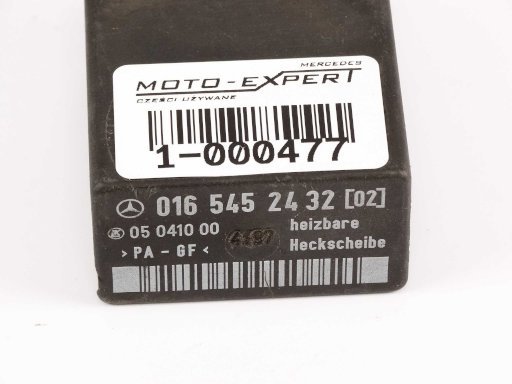 MERCEDES
MOTO-EXPERT
CZĘŚCI UŻYWANE
1-000477
016 545 24 32 [02]
05 0410 00 heizbare
>PA-GF< Heckscheibe